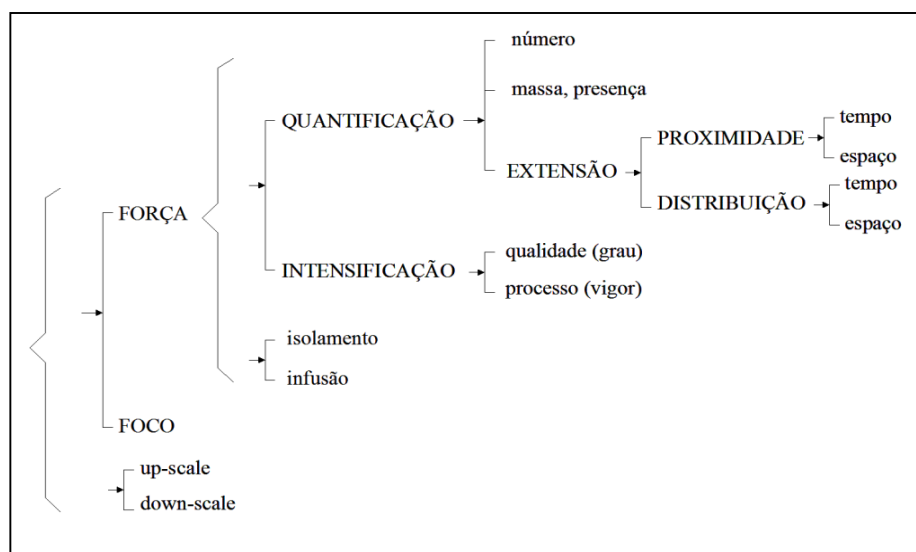 número
massa, presença
QUANTIFICAÇÃO
EXTENSÃO
PROXIMIDADE
tempo
espaço
DISTRIBUIÇÃO
tempo
espaço
FORÇA
INTENSIFICAÇÃO
qualidade (grau)
processo (vigor)
isolamento
infusão
FOCO
up-scale
down-scale